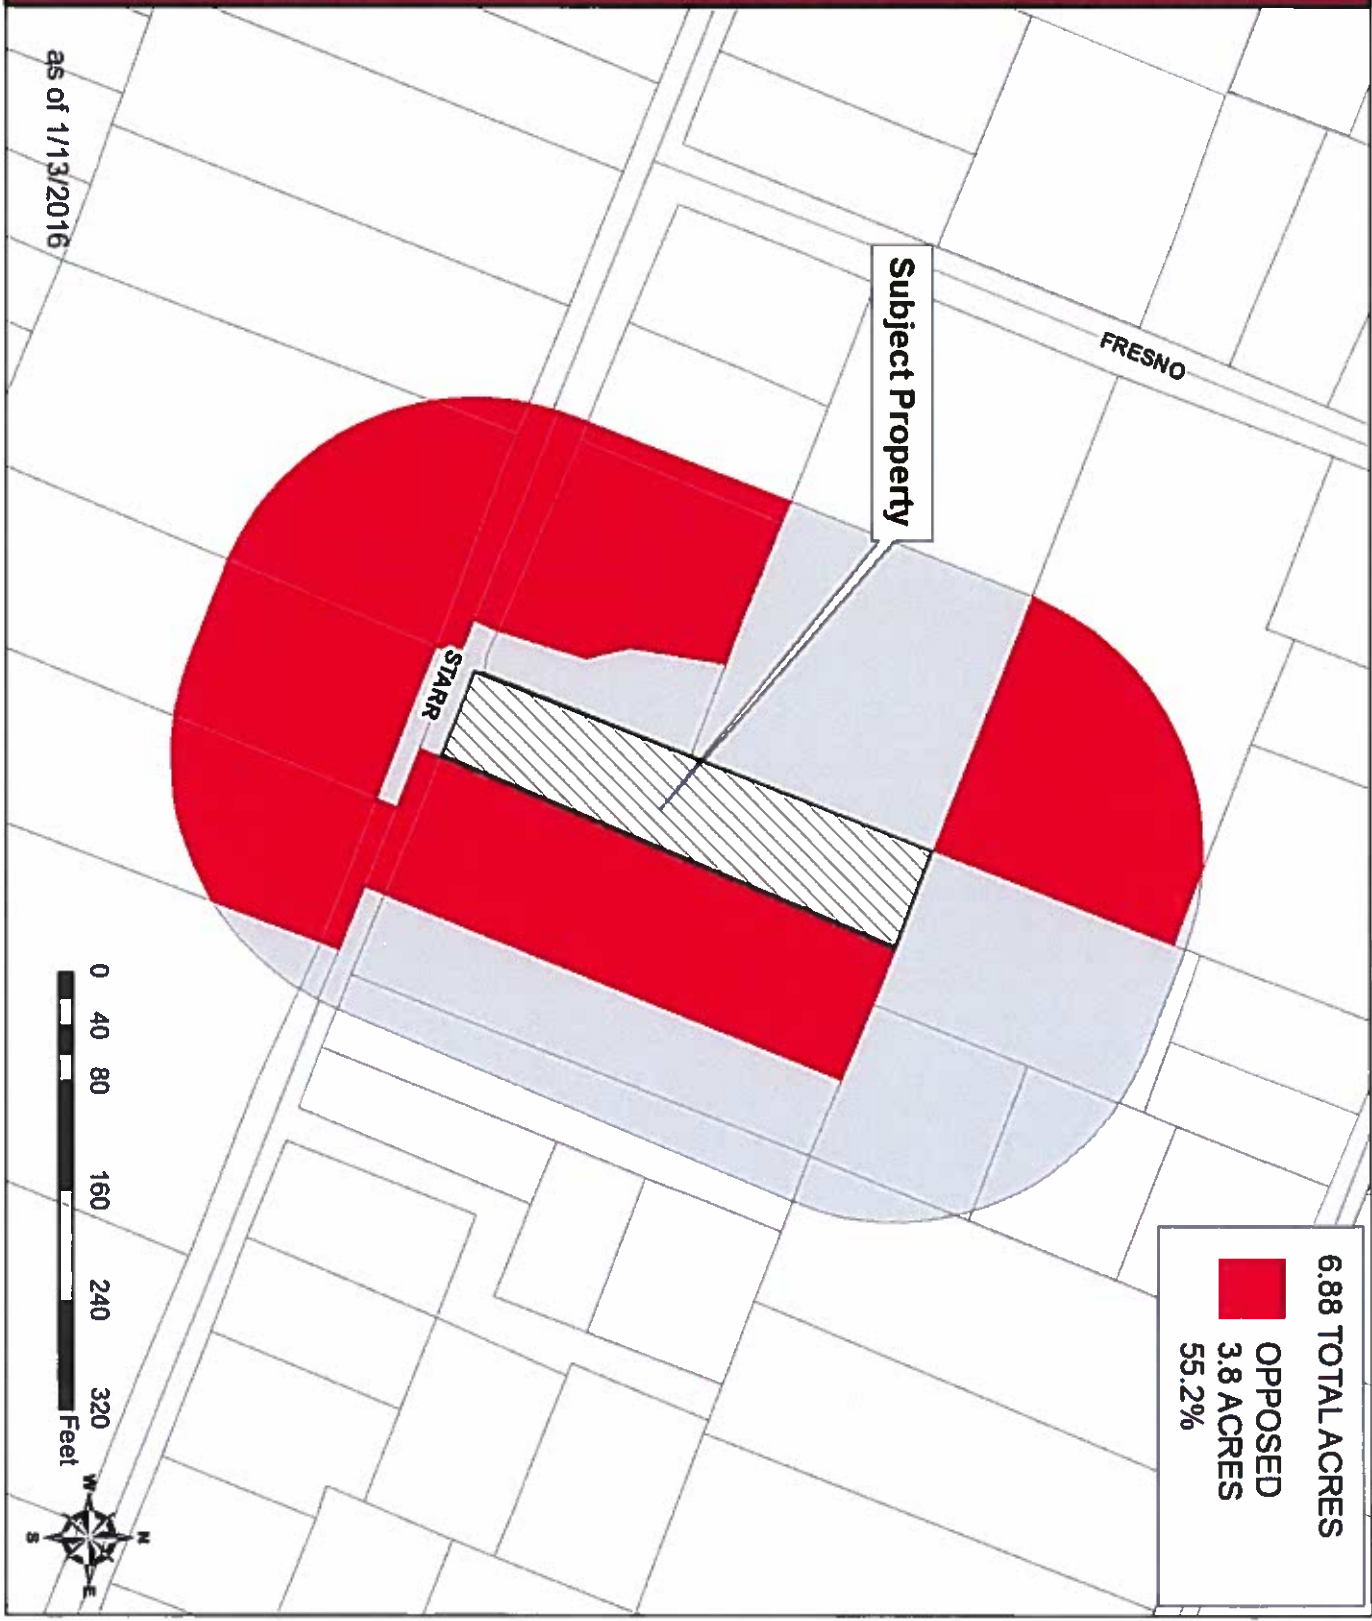 6.88 TOTAL ACRES
OPPOSED
3.8 ACRES
55.2%
FRESNO
Subject Property
STARR
as of 1/13/2016
0 40 80 160 240 320
Feet
N
W E
S